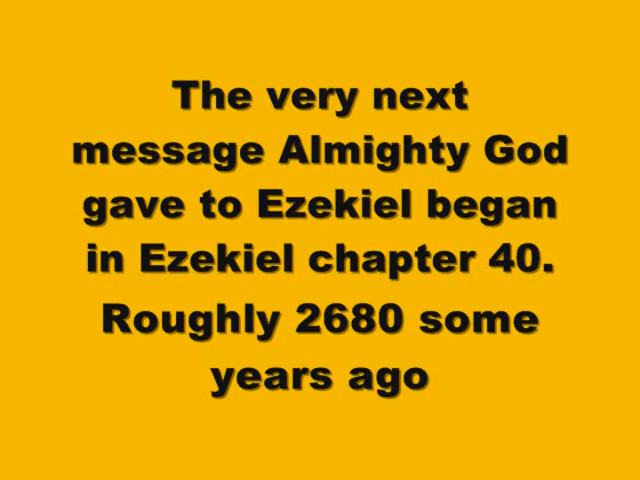 The very next
message Almighty God
gave to Ezekiel began
in Ezekiel chapter 40.
Roughly 2680 some
years ago